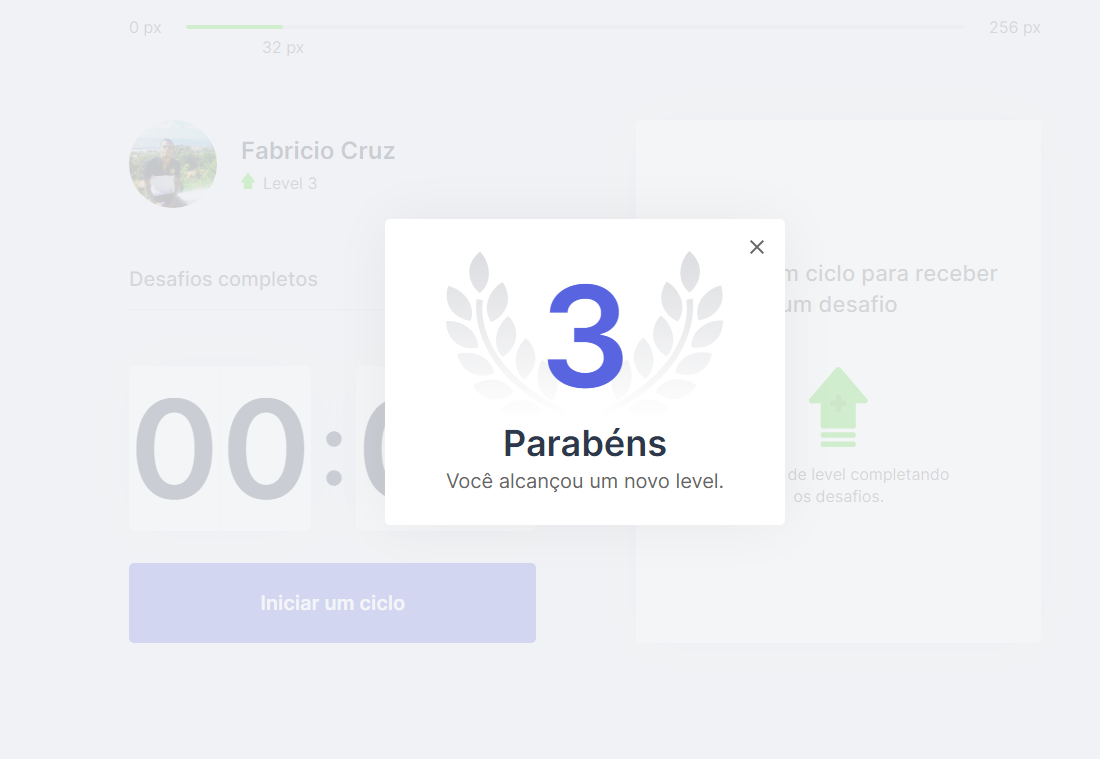 0 px
256 px
32 px
Fabricio Cruz
Level 3
Desafios completos
ciclo para receber
um desafio
3
Parabéns
Você alcançou um novo level.
00:
de level completando
os desafios.
Iniciar um ciclo